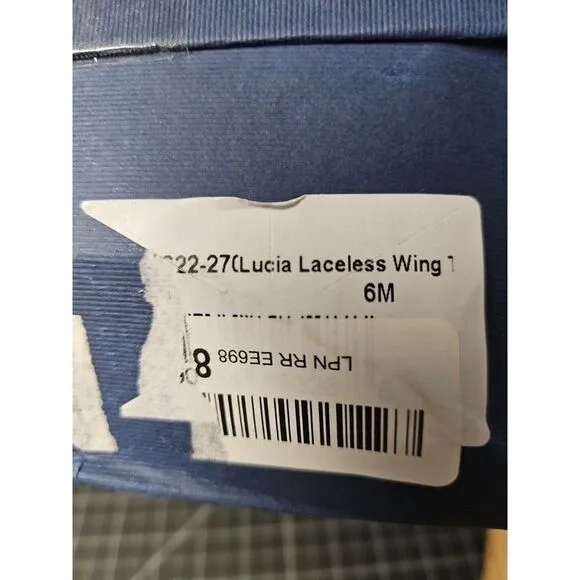 22-27(Lucia Laceless Wing T
6M
LPN RR EE698
8